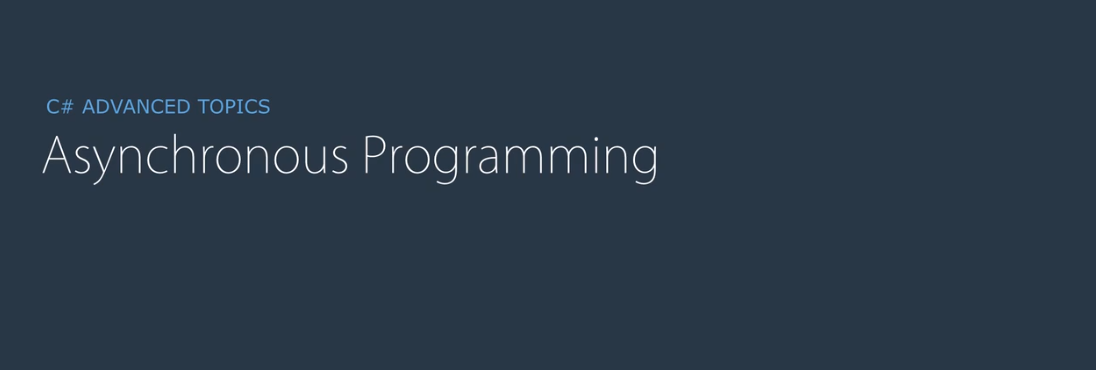 C# ADVANCED TOPICS
Asynchronous Programming